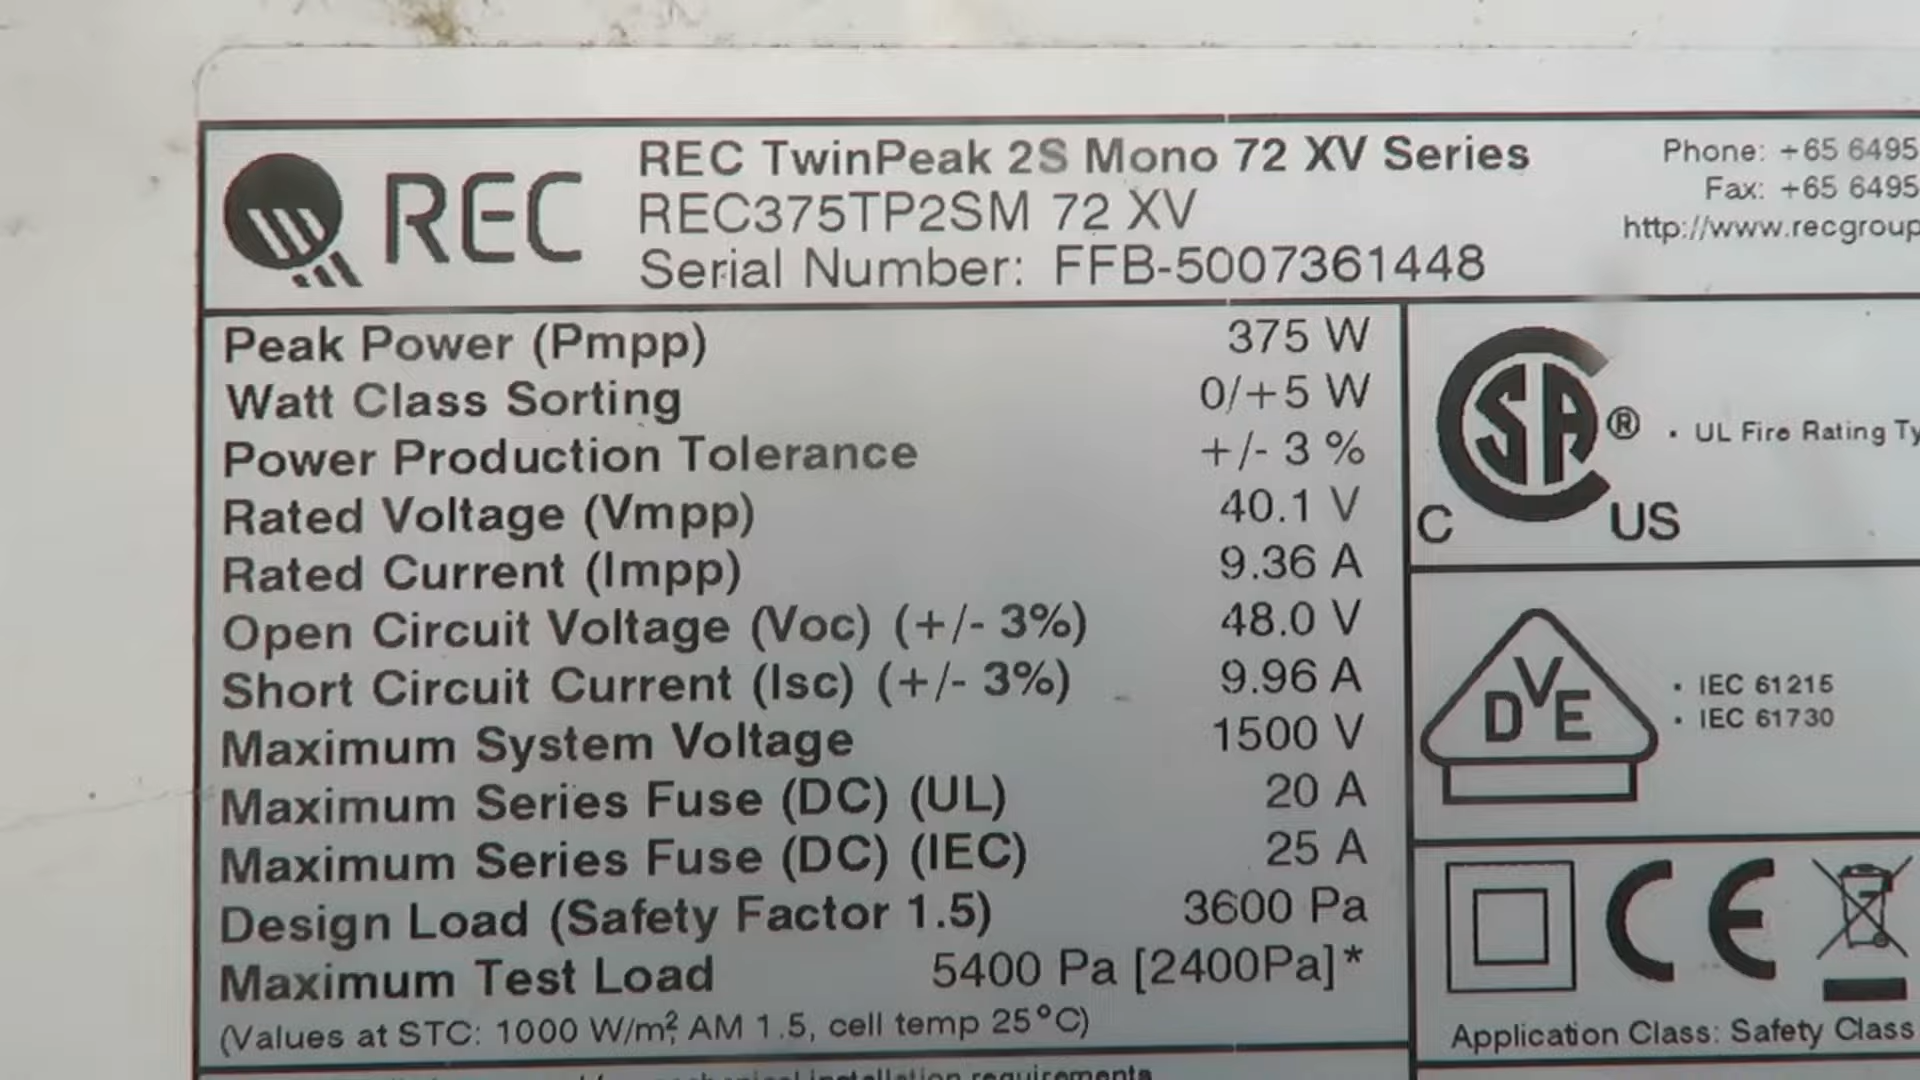 REC
REC TwinPeak 2S Mono 72 XV Series
REC375TP2SM 72 XV
Serial Number: FFB-5007361448
Phone: +65 6495
Fax: +65 6495
http://www.recgroup
Peak Power (Pmpp) 375 W
Watt Class Sorting 0/+5 W
Power Production Tolerance +/- 3 %
Rated Voltage (Vmpp) 40.1 V
Rated Current (Impp) 9.36 A
Open Circuit Voltage (Voc) (+/- 3%) 48.0 V
Short Circuit Current (Isc) (+/- 3%) 9.96 A
Maximum System Voltage 1500 V
Maximum Series Fuse (DC) (UL) 20 A
Maximum Series Fuse (DC) (IEC) 25 A
Design Load (Safety Factor 1.5) 3600 Pa
Maximum Test Load 5400 Pa [2400Pa]*
(Values at STC: 1000 W/m², AM 1.5, cell temp 25°C)
installation requirements
C SA ® US
• UL Fire Rating Ty
DVE
• IEC 61215
• IEC 61730
CE
Application Class: Safety Class